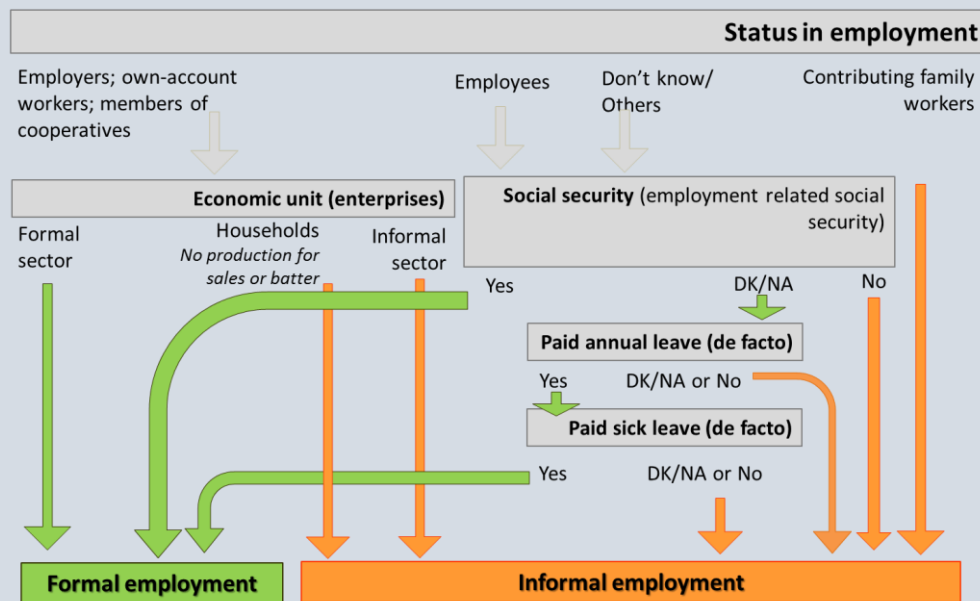 Status in employment
Employers; own-account
workers; members of
cooperatives
Employees
Don't know/
Others
Contributing family
workers
Economic unit (enterprises)
Social security (employment related social
security)
Formal
sector
Households
No production for
sales or batter
Informal
sector
Yes
DK/NA
No
Paid annual leave (de facto)
Yes
DK/NA or No
Paid sick leave (de facto)
Yes
DK/NA or No
Formal employment
Informal employment